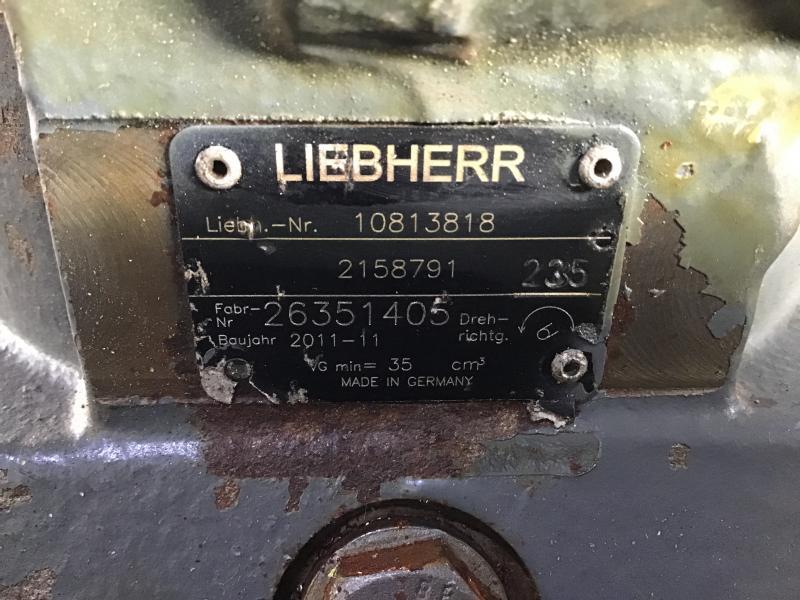 LIEBHERR
Liebh.-Nr. 10813818
2158791 235
Fabr-Nr 26351405 Dreh-richtg.
Baujahr 2011-11
VG min= 35 cm³
MADE IN GERMANY